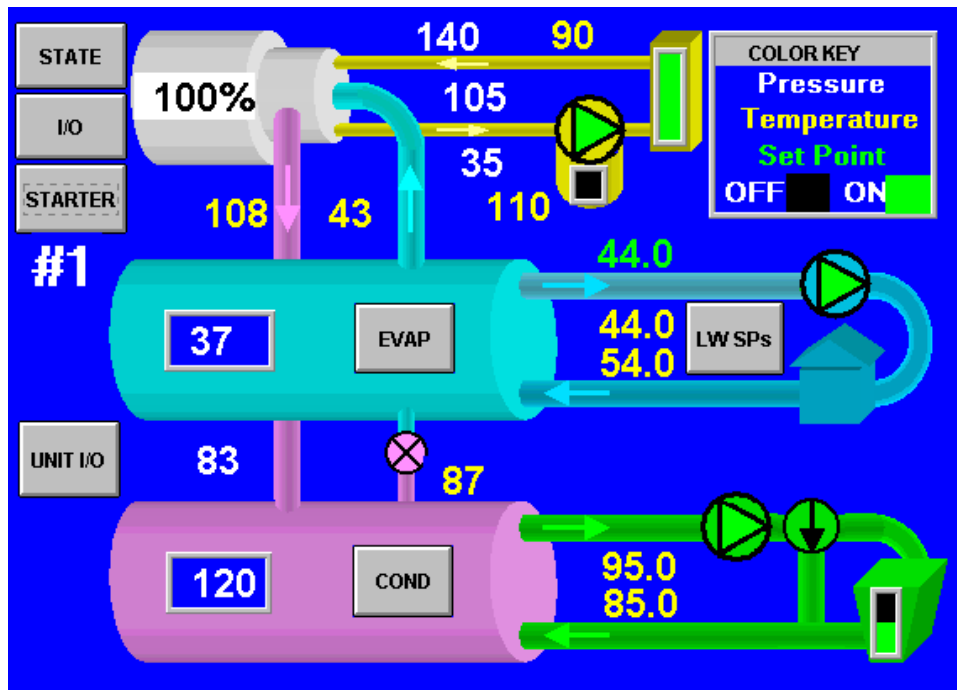 STATE
140
90
COLOR KEY
Pressure
100%
105
I/O
Temperature
35
Set Point
STARTER
108
43
110
OFF
ON
#1
44.0
37
EVAP
44.0
LW SPs
54.0
UNIT I/O
83
87
120
COND
95.0
85.0